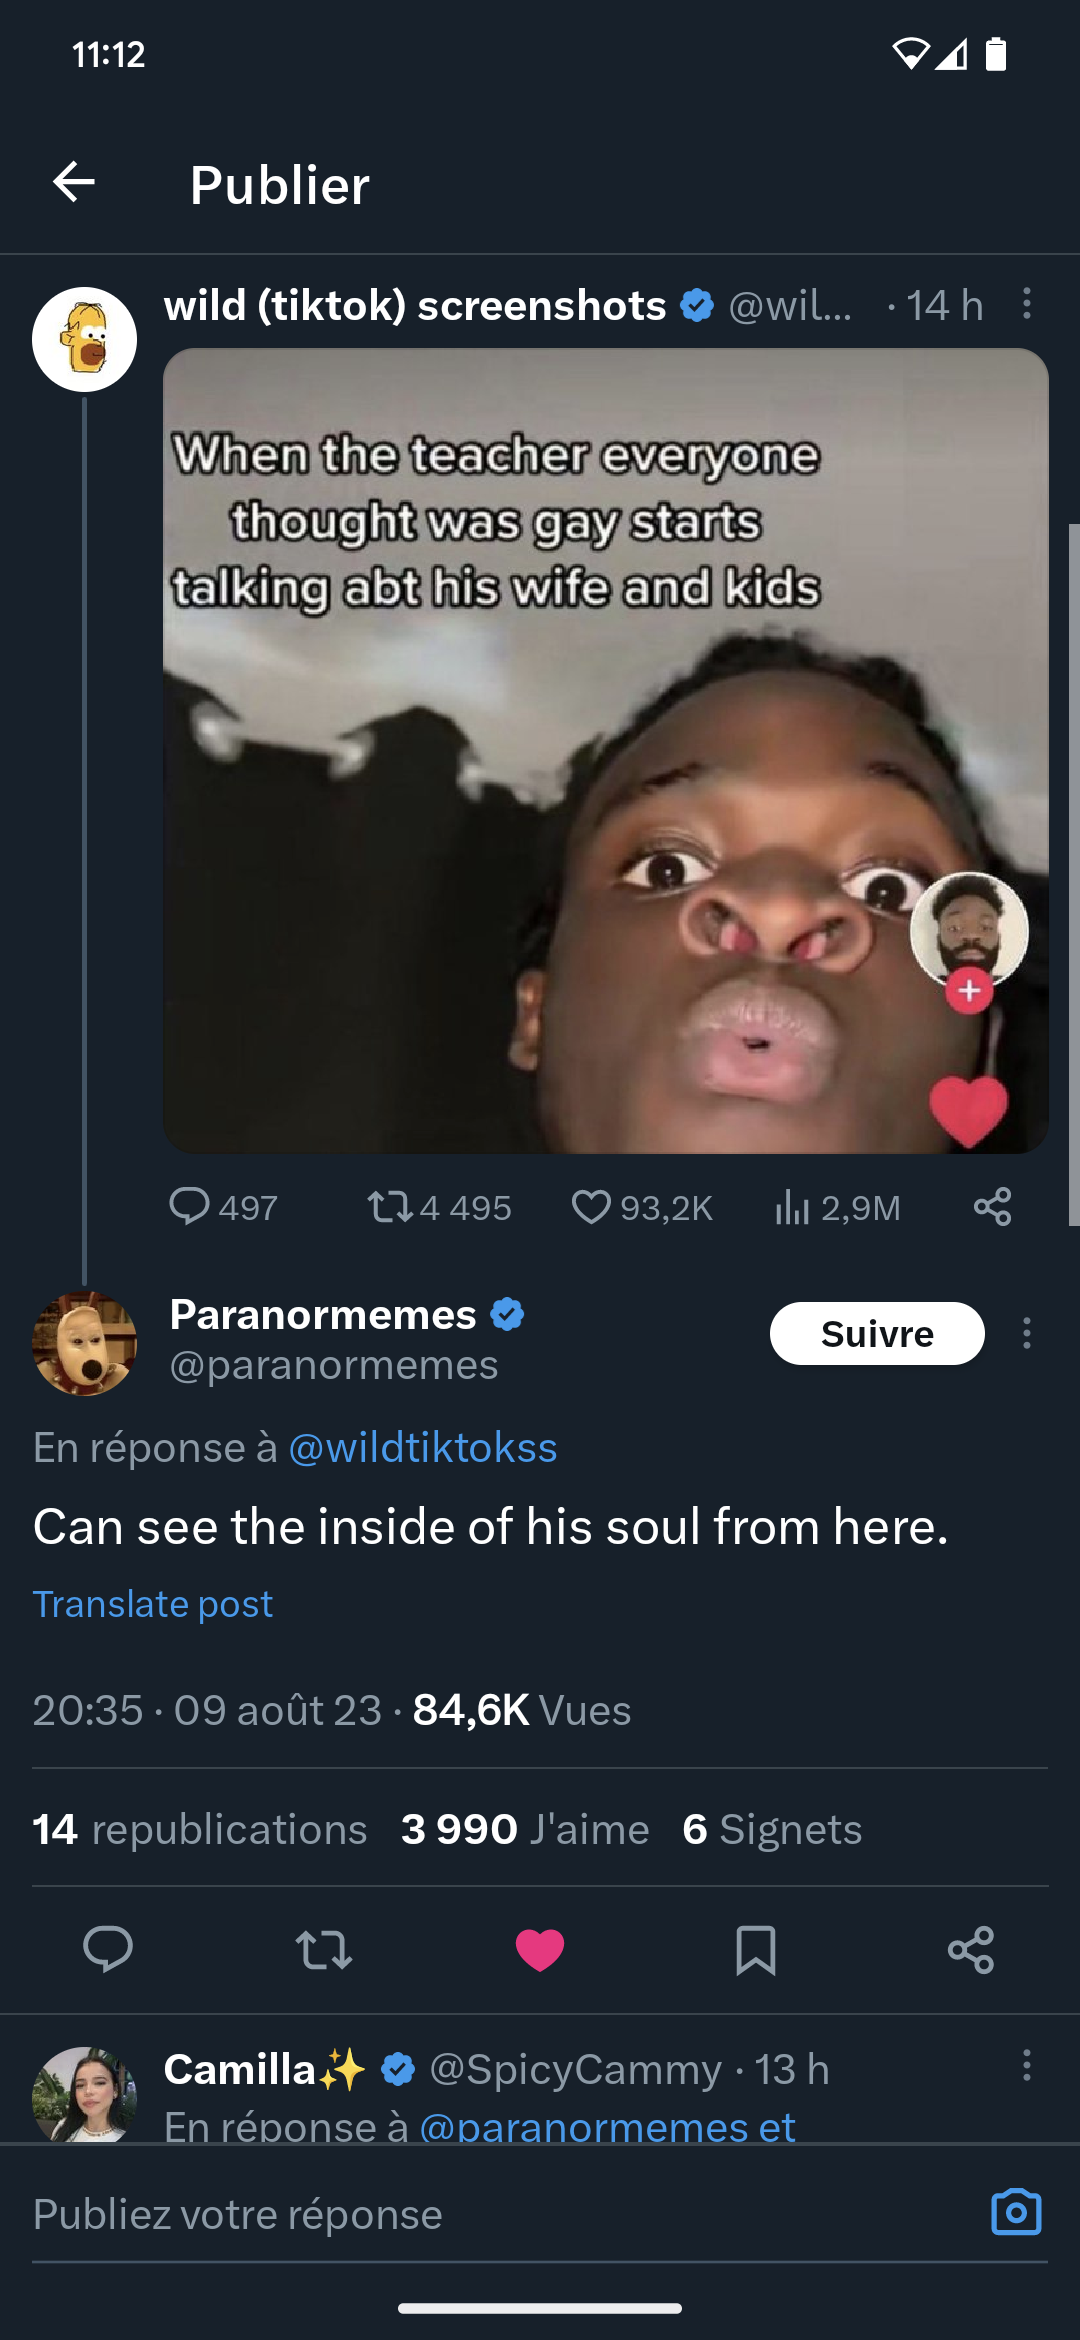 11:12
Publier
wild (tiktok) screenshots @wil... · 14 h
When the teacher everyone
thought was gay starts
talking abt his wife and kids
497 4 495 93,2K 2,9M
Paranormemes
Suivre
@paranormemes
En réponse à @wildtiktokss
Can see the inside of his soul from here.
Translate post
20:35 · 09 août 23 · 84,6K Vues
14 republications 3 990 J'aime 6 Signets
Camilla✨ @SpicyCammy · 13 h
En réponse à @paranormemes et
Publiez votre réponse